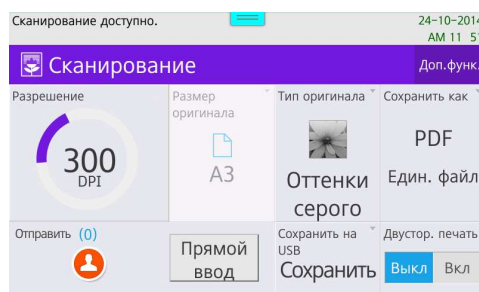 Сканирование доступно.
24-10-2014
AM 11 51
Сканирование
Доп.функ.
Разрешение
300
DPI
Размер
оригинала
A3
Тип оригинала
Оттенки
серого
Сохранить как
PDF
Един. файл
Отправить (0)
Прямой
ввод
Сохранить на
USB
Сохранить
Двустор. печать
Выкл Вкл